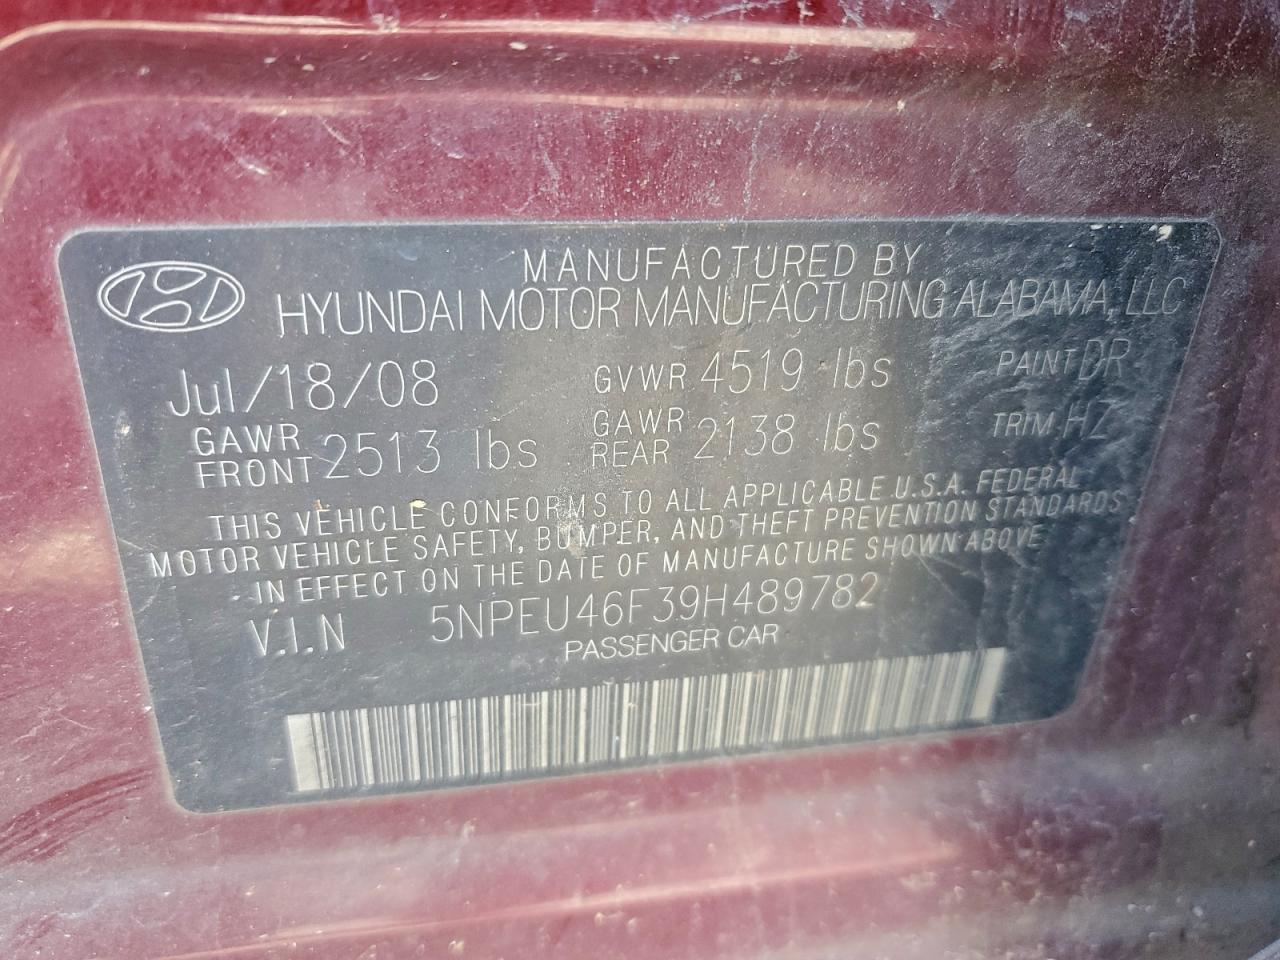 MANUFACTURED BY
HYUNDAI MOTOR MANUFACTURING ALABAMA, LLC
Jul/18/08 GVWR 4519 lbs PAINT DR
GAWR FRONT 2513 lbs GAWR REAR 2138 lbs TRIM HZ
THIS VEHICLE CONFORMS TO ALL APPLICABLE U.S.A. FEDERAL
MOTOR VEHICLE SAFETY, BUMPER, AND THEFT PREVENTION STANDARDS
IN EFFECT ON THE DATE OF MANUFACTURE SHOWN ABOVE
V.I.N 5NPEU46F39H489782
PASSENGER CAR